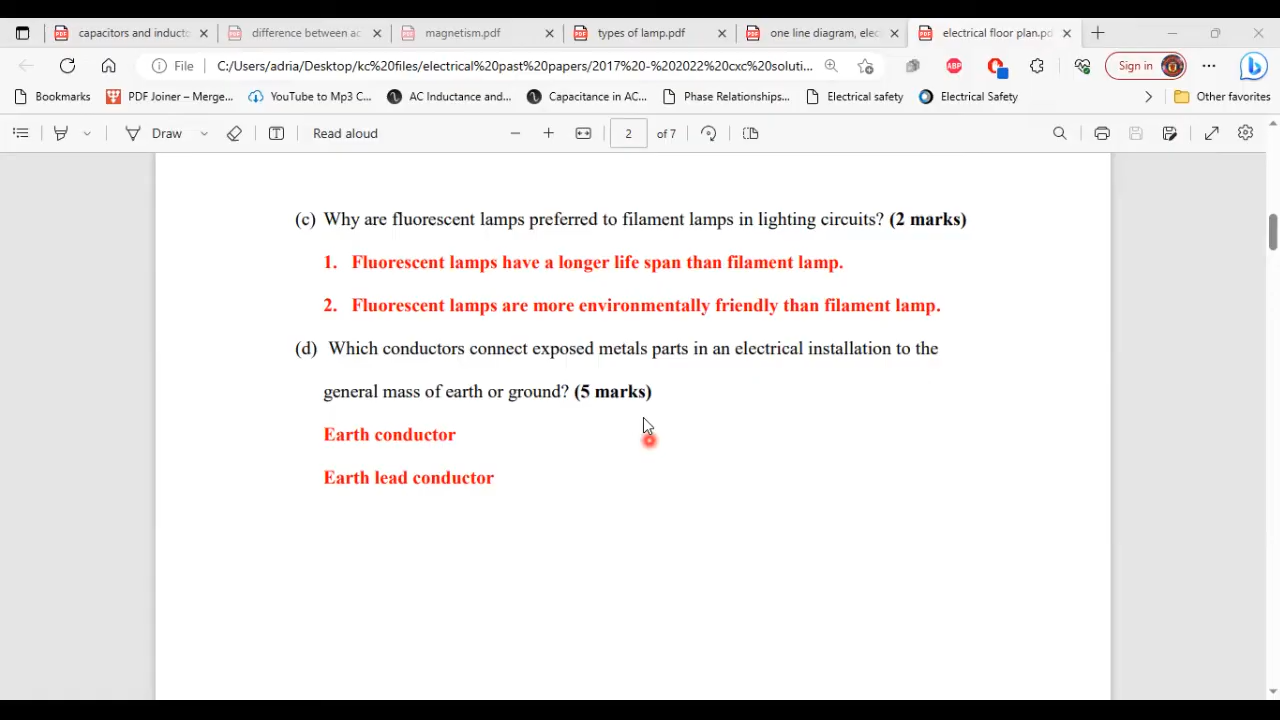 capacitors and inducto
difference between ac
magnetism.pdf
types of lamp.pdf
one line diagram, elec
electrical floor plan.pd
File
C:/Users/adria/Desktop/kc%20files/electrical%20past%20papers/2017%20-%202022%20cxc%20soluti...
ABP
Sign in
Bookmarks
PDF Joiner – Merge...
YouTube to Mp3 C...
AC Inductance and...
Capacitance in AC...
Phase Relationships...
Electrical safety
Electrical Safety
Other favorites
Draw
Read aloud
2
of 7
(c) Why are fluorescent lamps preferred to filament lamps in lighting circuits? (2 marks)
1. Fluorescent lamps have a longer life span than filament lamp.
2. Fluorescent lamps are more environmentally friendly than filament lamp.
(d) Which conductors connect exposed metals parts in an electrical installation to the
general mass of earth or ground? (5 marks)
Earth conductor
Earth lead conductor